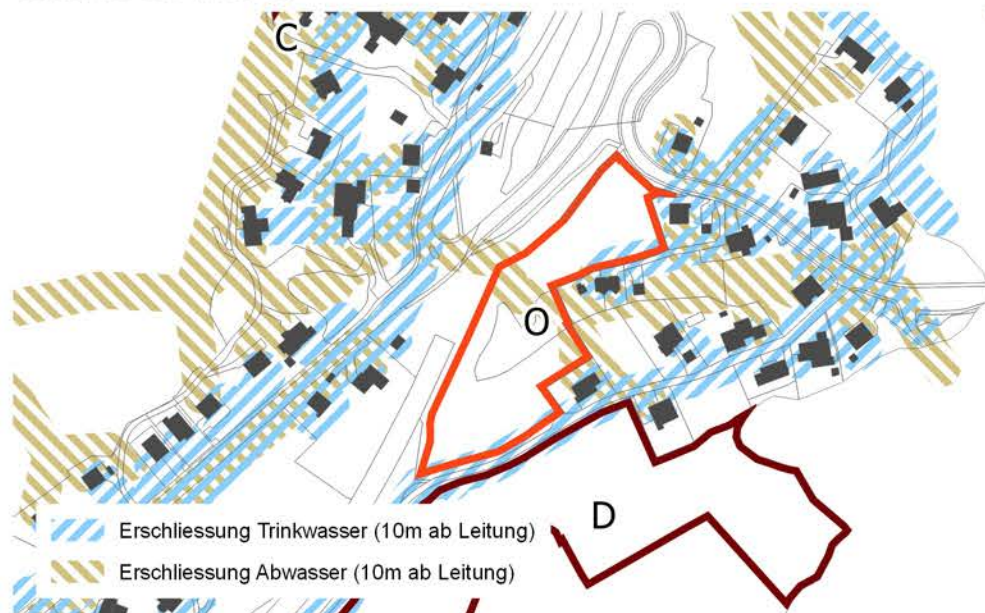 C
O
D
Erschliessung Trinkwasser (10m ab Leitung)
Erschliessung Abwasser (10m ab Leitung)